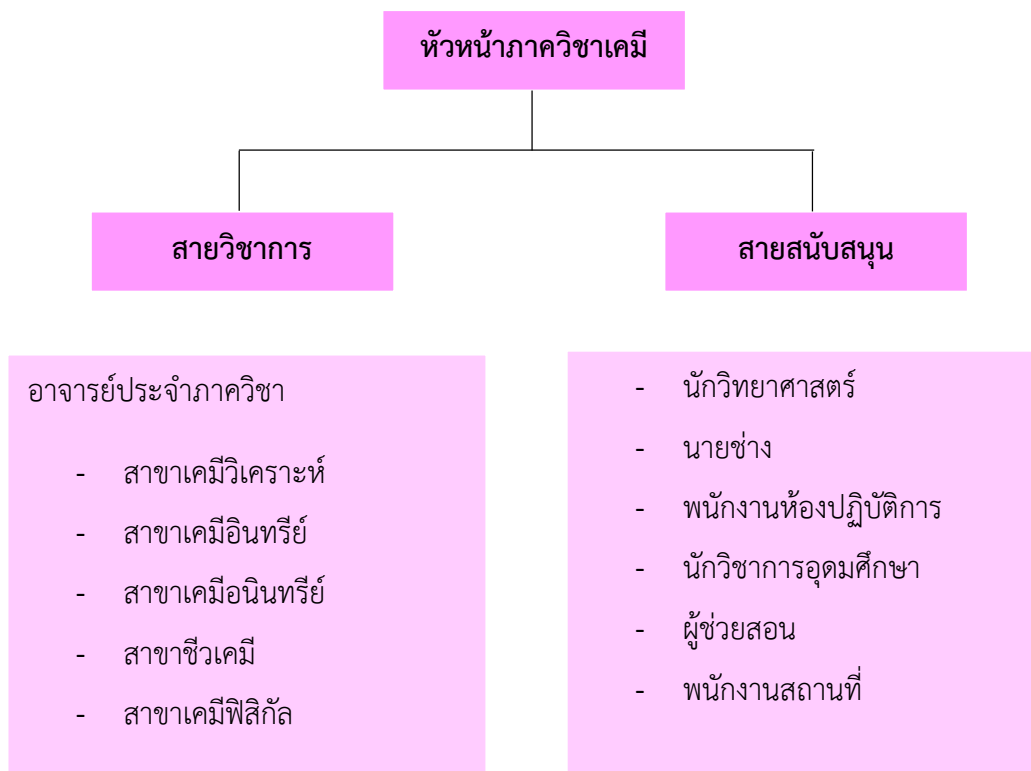 หัวหน้าภาควิชาเคมี
สายวิชาการ
สายสนับสนุน
อาจารย์ประจำภาควิชา
- สาขาเคมีวิเคราะห์
- สาขาเคมีอินทรีย์
- สาขาเคมีอนินทรีย์
- สาขาชีวเคมี
- สาขาเคมีฟิสิกัล
- นักวิทยาศาสตร์
- นายช่าง
- พนักงานห้องปฏิบัติการ
- นักวิชาการอุดมศึกษา
- ผู้ช่วยสอน
- พนักงานสถานที่